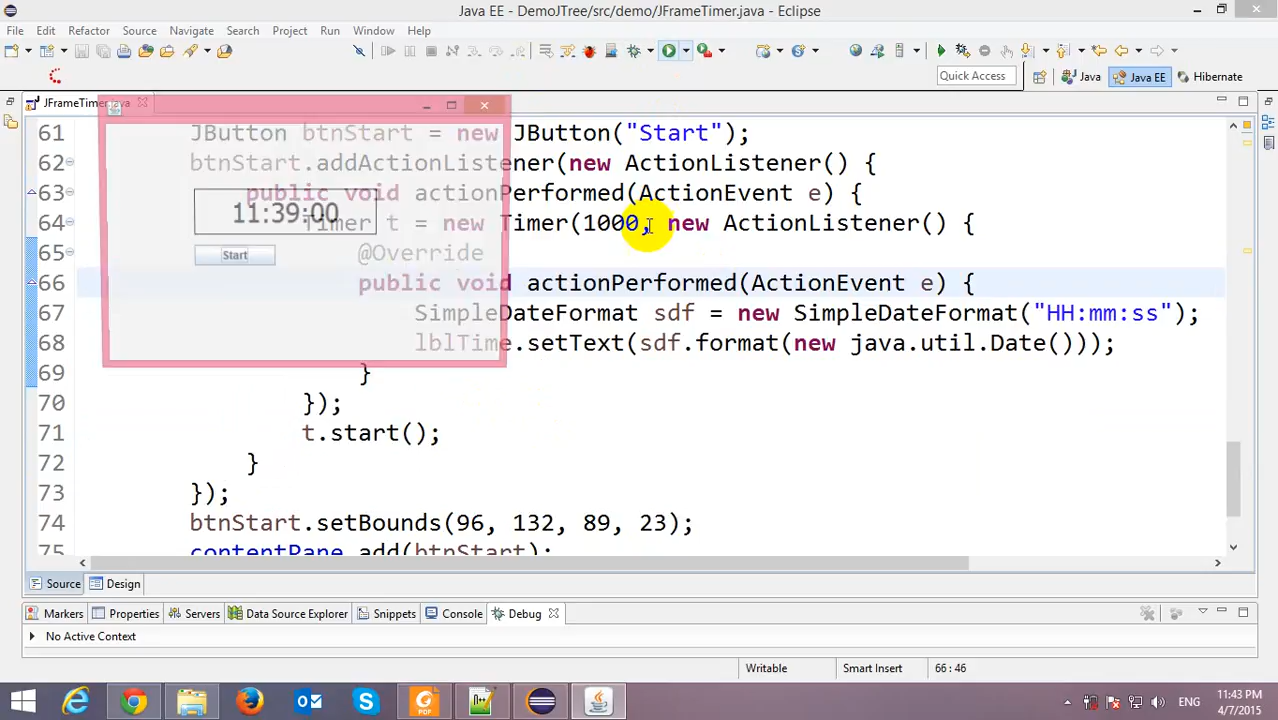 Java EE - DemoJTree/src/demo/JFrameTimer.java - Eclipse
File Edit Refactor Source Navigate Search Project Run Window Help
Quick Access Java Java EE Hibernate
JFrameTimer.java
61 JButton btnStart = new JButton("Start");
62 btnStart.addActionListener(new ActionListener() {
63 public void actionPerformed(ActionEvent e) {
64 Timer t = new Timer(1000, new ActionListener() {
65 @Override
66 public void actionPerformed(ActionEvent e) {
67 SimpleDateFormat sdf = new SimpleDateFormat("HH:mm:ss");
68 lblTime.setText(sdf.format(new java.util.Date()));
69 }
70 });
71 t.start();
72 }
73 });
74 btnStart.setBounds(96, 132, 89, 23);
75 contentPane.add(btnStart);
11:39:00
Start
Source Design
Markers Properties Servers Data Source Explorer Snippets Console Debug
No Active Context
Writable Smart Insert 66 : 46
PDF
ENG
11:43 PM
4/7/2015